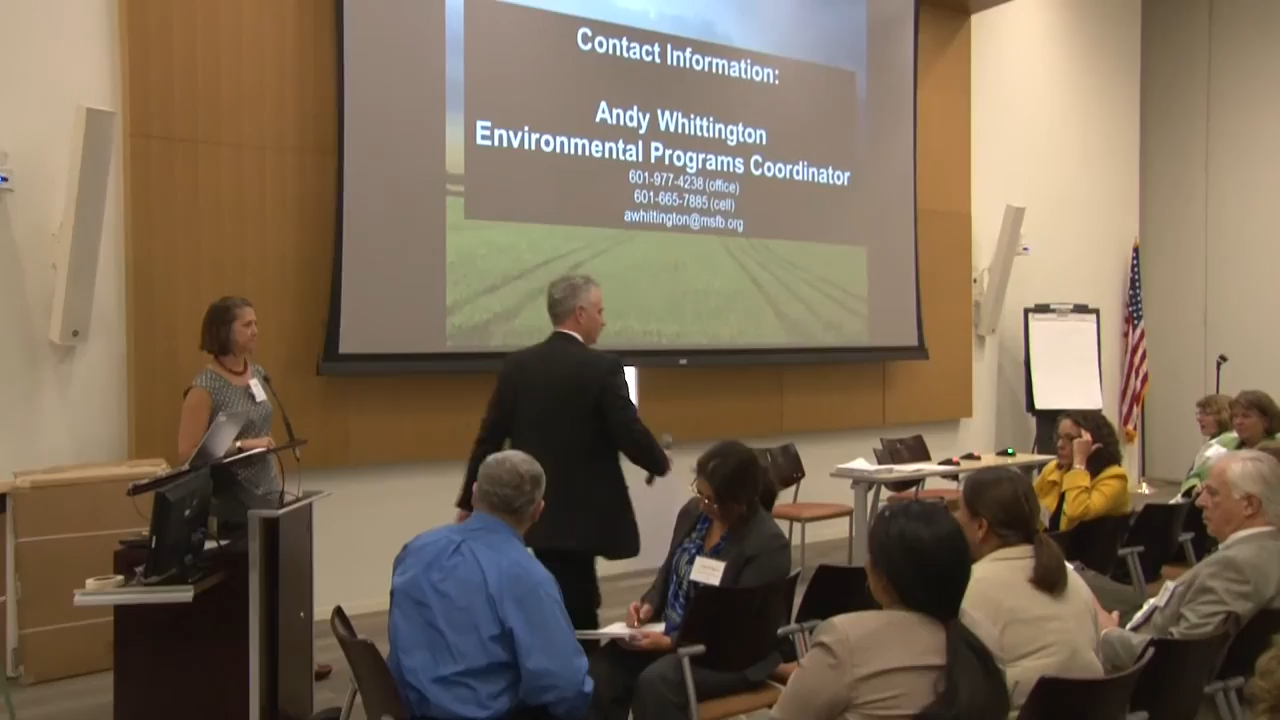 Contact Information:
Andy Whittington
Environmental Programs Coordinator
601-977-4238 (office)
601-665-7885 (cell)
awhittington@msfb.org